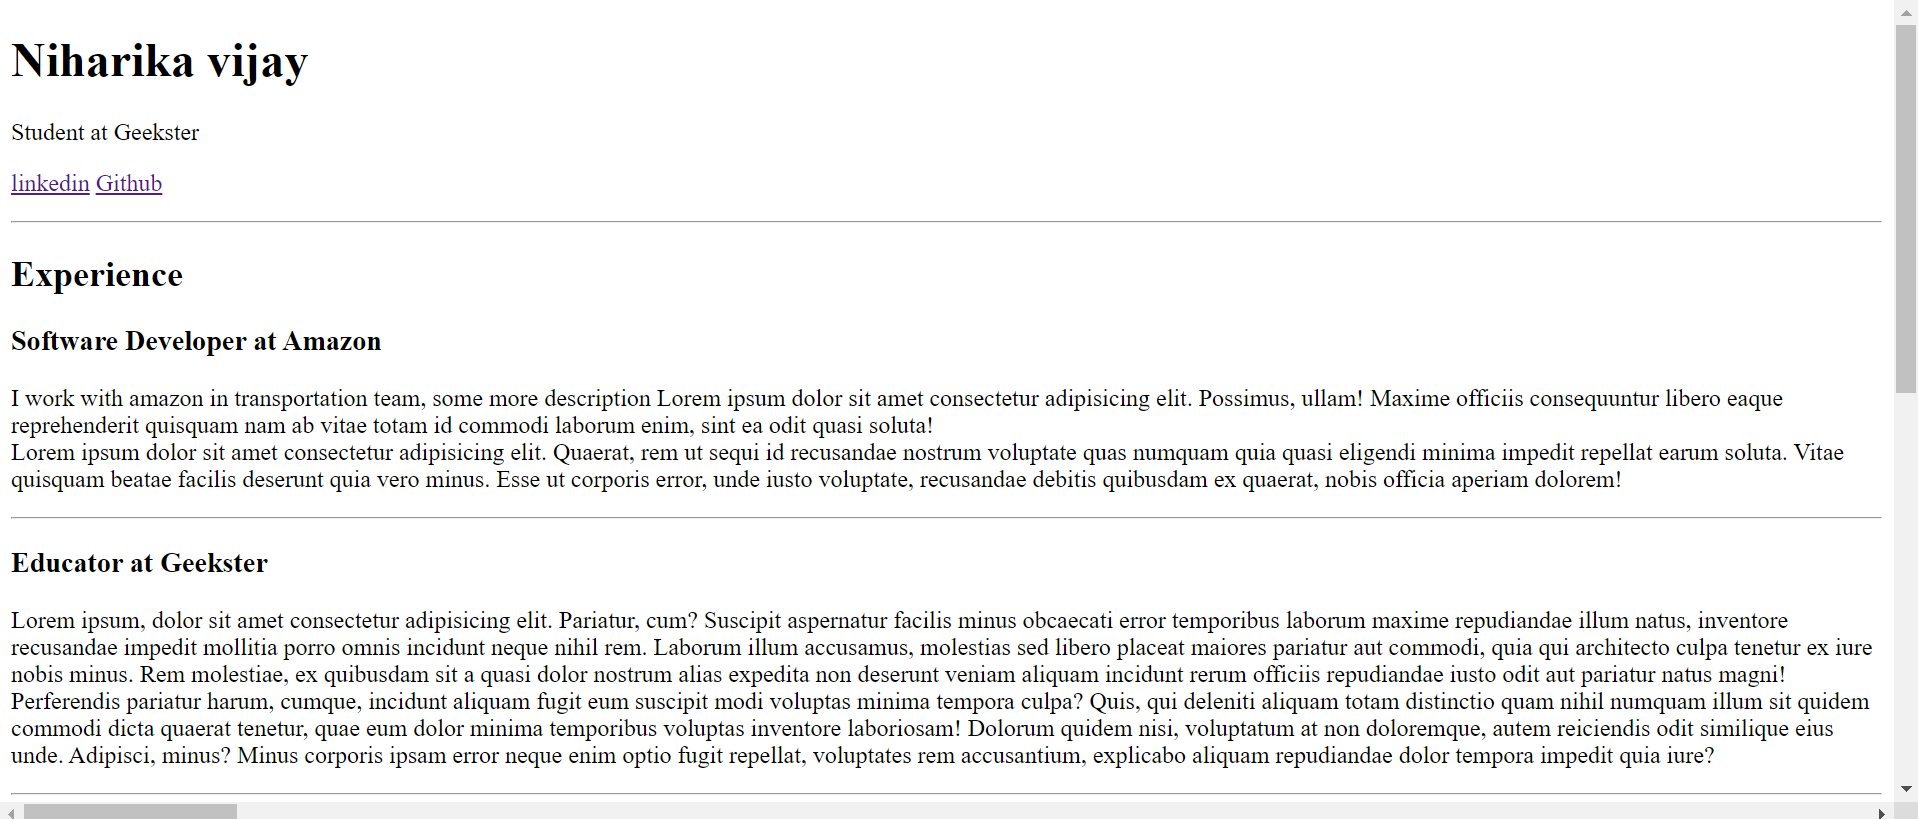 Niharika vijay
Student at Geekster
linkedin Github
Experience
Software Developer at Amazon
I work with amazon in transportation team, some more description Lorem ipsum dolor sit amet consectetur adipisicing elit. Possimus, ullam! Maxime officiis consequuntur libero eaque
reprehenderit quisquam nam ab vitae totam id commodi laborum enim, sint ea odit quasi soluta!
Lorem ipsum dolor sit amet consectetur adipisicing elit. Quaerat, rem ut sequi id recusandae nostrum voluptate quas numquam quia quasi eligendi minima impedit repellat earum soluta. Vitae
quisquam beatae facilis deserunt quia vero minus. Esse ut corporis error, unde iusto voluptate, recusandae debitis quibusdam ex quaerat, nobis officia aperiam dolorem!
Educator at Geekster
Lorem ipsum, dolor sit amet consectetur adipisicing elit. Pariatur, cum? Suscipit aspernatur facilis minus obcaecati error temporibus laborum maxime repudiandae illum natus, inventore
recusandae impedit mollitia porro omnis incidunt neque nihil rem. Laborum illum accusamus, molestias sed libero placeat maiores pariatur aut commodi, quia qui architecto culpa tenetur ex iure
nobis minus. Rem molestiae, ex quibusdam sit a quasi dolor nostrum alias expedita non deserunt veniam aliquam incidunt rerum officiis repudiandae iusto odit aut pariatur natus magni!
Perferendis pariatur harum, cumque, incidunt aliquam fugit eum suscipit modi voluptas minima tempora culpa? Quis, qui deleniti aliquam totam distinctio quam nihil numquam illum sit quidem
commodi dicta quaerat tenetur, quae eum dolor minima temporibus voluptas inventore laboriosam! Dolorum quidem nisi, voluptatum at non doloremque, autem reiciendis odit similique eius
unde. Adipisci, minus? Minus corporis ipsam error neque enim optio fugit repellat, voluptates rem accusantium, explicabo aliquam repudiandae dolor tempora impedit quia iure?